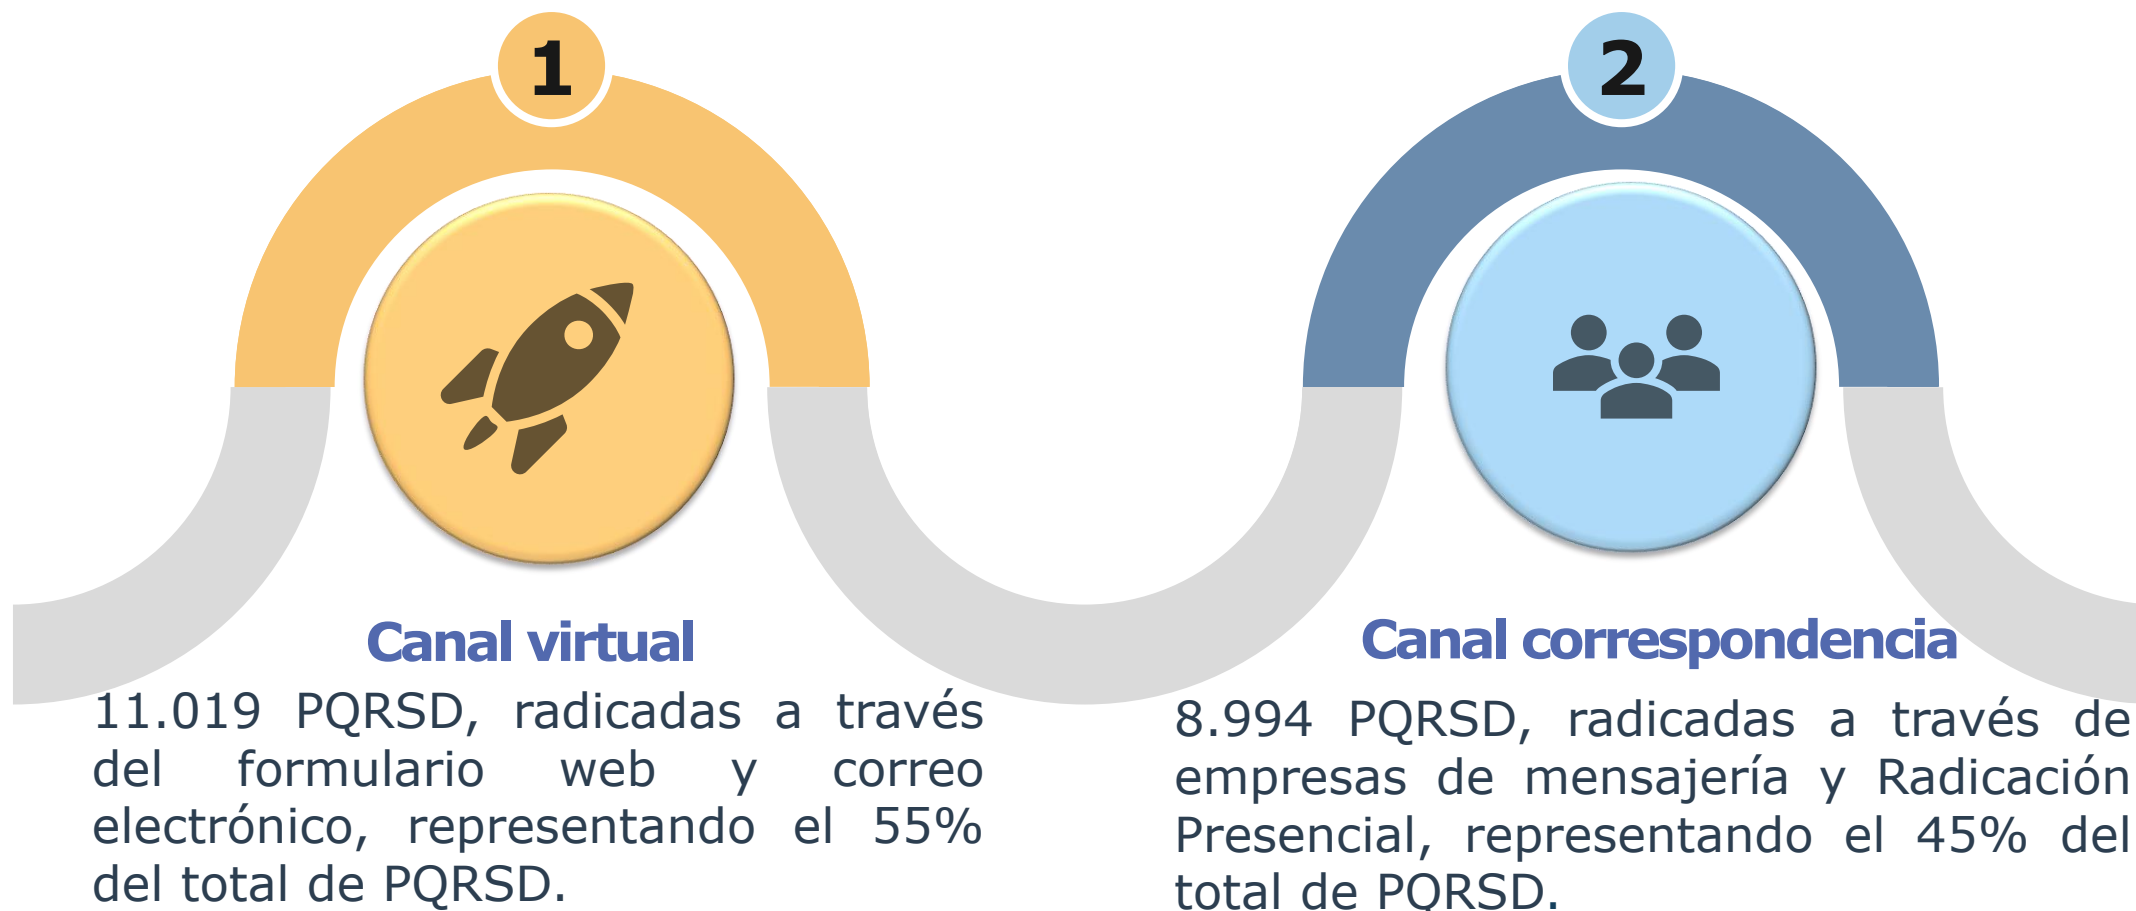 1
Canal virtual
11.019 PQRSD, radicadas a través
del formulario web y correo
electrónico, representando el 55%
del total de PQRSD.
2
Canal correspondencia
8.994 PQRSD, radicadas a través de
empresas de mensajería y Radicación
Presencial, representando el 45% del
total de PQRSD.